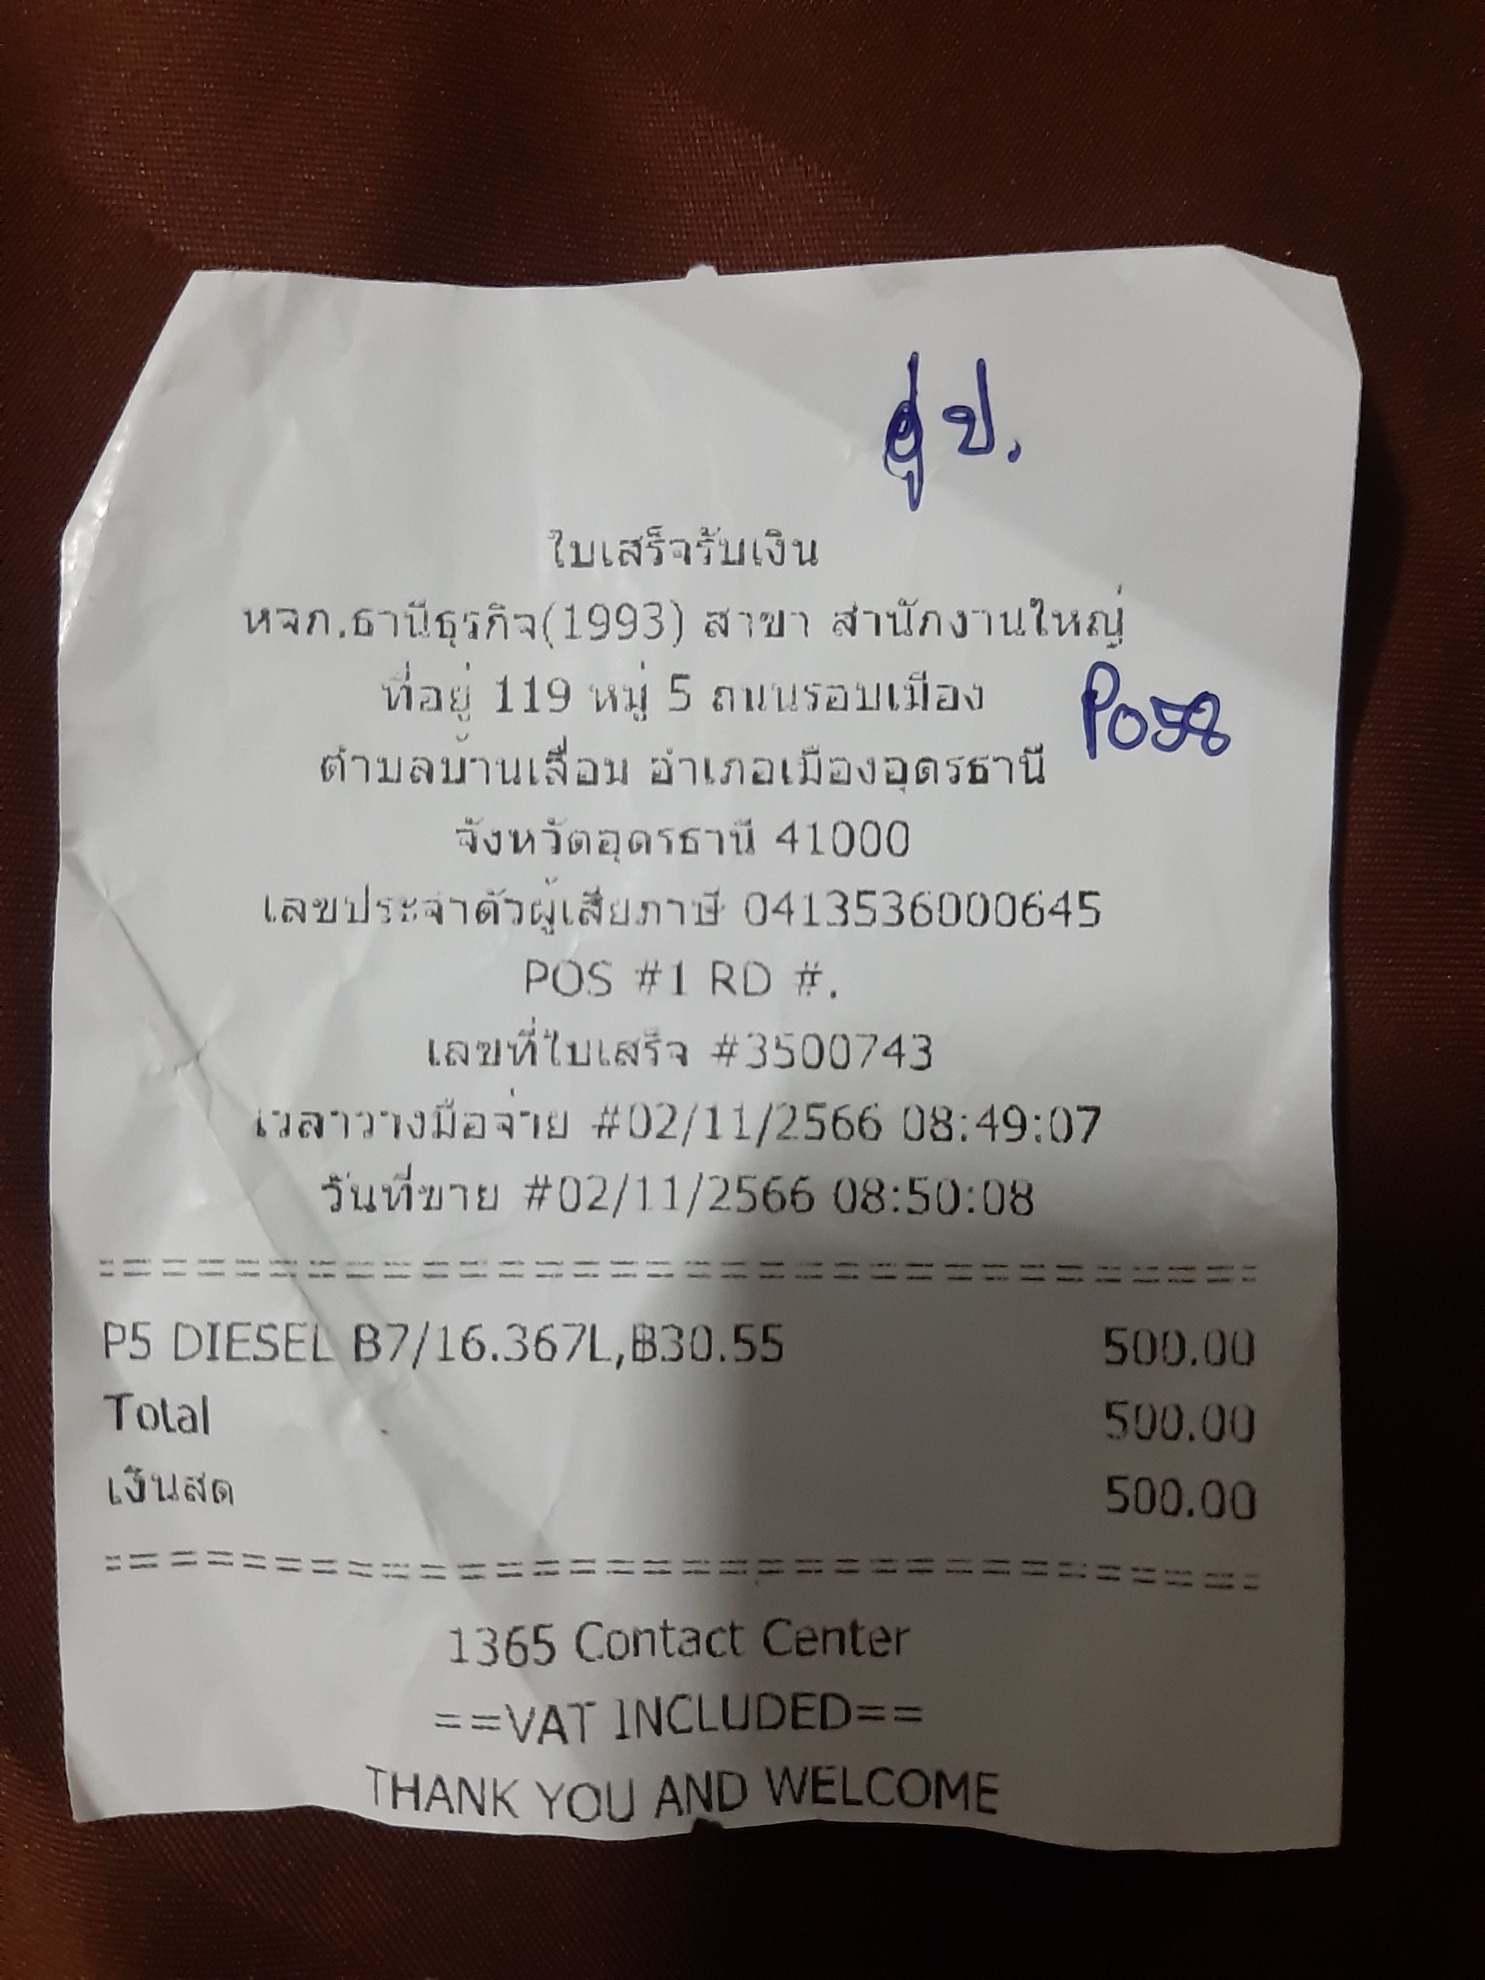 ป.
ใบเสร็จรับเงิน
หจก.ธานีธุรกิจ(1993) สาขา สำนักงานใหญ่
ที่อยู่ 119 หมู่ 5 ถนนรอบเมือง
P058
ตำบลบ้านเลื่อม อำเภอเมืองอุดรธานี
จังหวัดอุดรธานี 41000
เลขประจำตัวผู้เสียภาษี 0413536000645
POS #1 RD #.
เลขที่ใบเสร็จ #3500743
เวลาวางมือจ่าย #02/11/2566 08:49:07
วันที่ขาย #02/11/2566 08:50:08
================================
P5 DIESEL B7/16.367L,฿30.55 500.00
Total 500.00
เงินสด 500.00
================================
1365 Contact Center
==VAT INCLUDED==
THANK YOU AND WELCOME